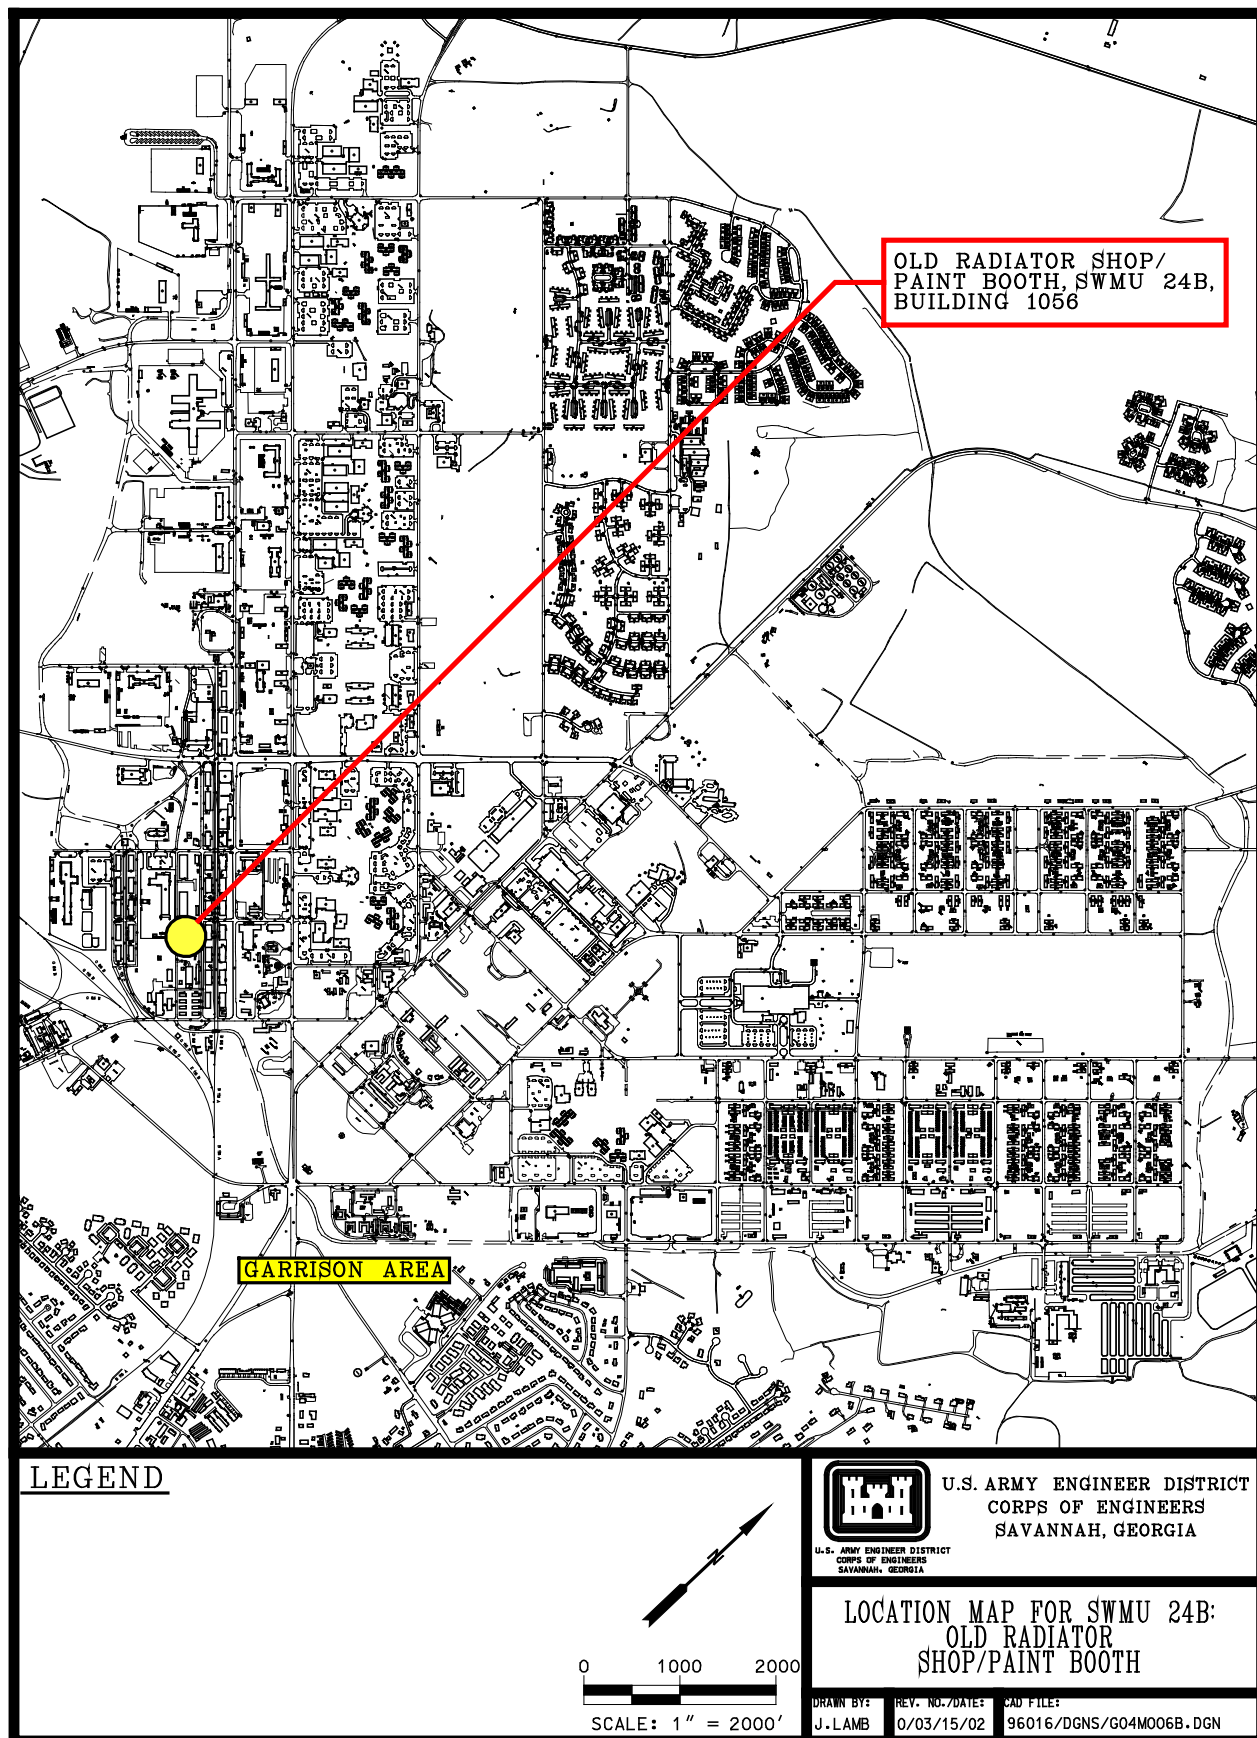 OLD RADIATOR SHOP/
PAINT BOOTH, SWMU 24B,
BUILDING 1056
GARRISON AREA
LEGEND
N
0 1000 2000
SCALE: 1" = 2000'
U.S. ARMY ENGINEER DISTRICT
CORPS OF ENGINEERS
SAVANNAH, GEORGIA
U.S. ARMY ENGINEER DISTRICT
CORPS OF ENGINEERS
SAVANNAH, GEORGIA
LOCATION MAP FOR SWMU 24B:
OLD RADIATOR
SHOP/PAINT BOOTH
DRAWN BY:
J.LAMB
REV. NO./DATE:
0/03/15/02
CAD FILE:
96016/DGNS/G04M006B.DGN